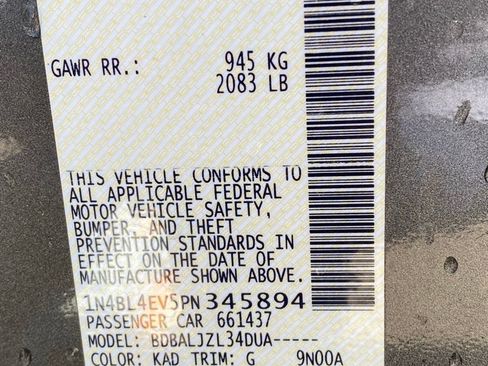 GAWR RR.: 945 KG
2083 LB
THIS VEHICLE CONFORMS TO
ALL APPLICABLE FEDERAL
MOTOR VEHICLE SAFETY,
BUMPER, AND THEFT
PREVENTION STANDARDS IN
EFFECT ON THE DATE OF
MANUFACTURE SHOWN ABOVE.
1N4BL4EV5PN345894
PASSENGER CAR 661437
MODEL: BDBALJZL34DUA-----
COLOR: KAD TRIM: G 9N00A